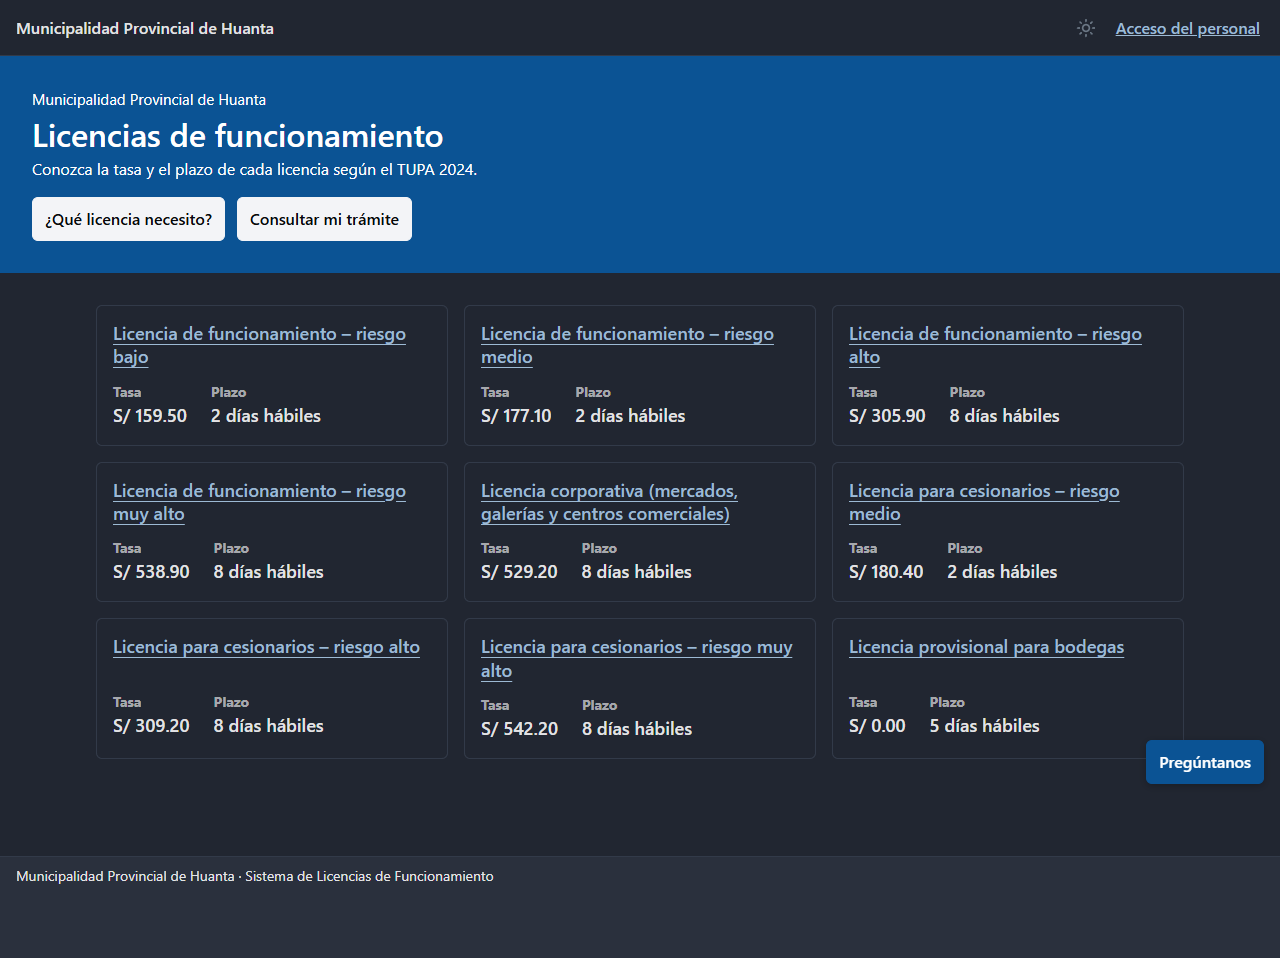 Municipalidad Provincial de Huanta
Acceso del personal
Municipalidad Provincial de Huanta
Licencias de funcionamiento
Conozca la tasa y el plazo de cada licencia según el TUPA 2024.
¿Qué licencia necesito?
Consultar mi trámite
Licencia de funcionamiento – riesgo
bajo
Tasa
Plazo
S/ 159.50
2 días hábiles
Licencia de funcionamiento – riesgo
medio
Tasa
Plazo
S/ 177.10
2 días hábiles
Licencia de funcionamiento – riesgo
alto
Tasa
Plazo
S/ 305.90
8 días hábiles
Licencia de funcionamiento – riesgo
muy alto
Tasa
Plazo
S/ 538.90
8 días hábiles
Licencia corporativa (mercados,
galerías y centros comerciales)
Tasa
Plazo
S/ 529.20
8 días hábiles
Licencia para cesionarios – riesgo
medio
Tasa
Plazo
S/ 180.40
2 días hábiles
Licencia para cesionarios – riesgo alto
Tasa
Plazo
S/ 309.20
8 días hábiles
Licencia para cesionarios – riesgo muy
alto
Tasa
Plazo
S/ 542.20
8 días hábiles
Licencia provisional para bodegas
Tasa
Plazo
S/ 0.00
5 días hábiles
Pregúntanos
Municipalidad Provincial de Huanta · Sistema de Licencias de Funcionamiento